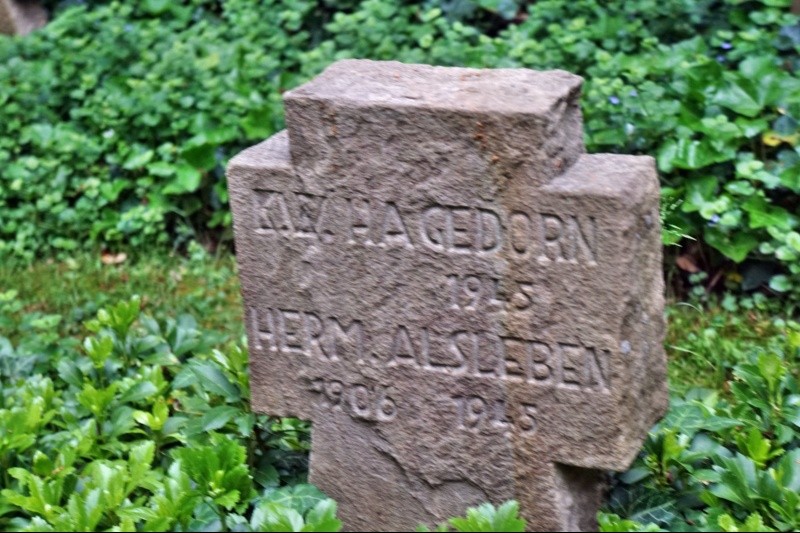 HAGEDORN
1945
HERM. ALSLEBEN
1906 1945